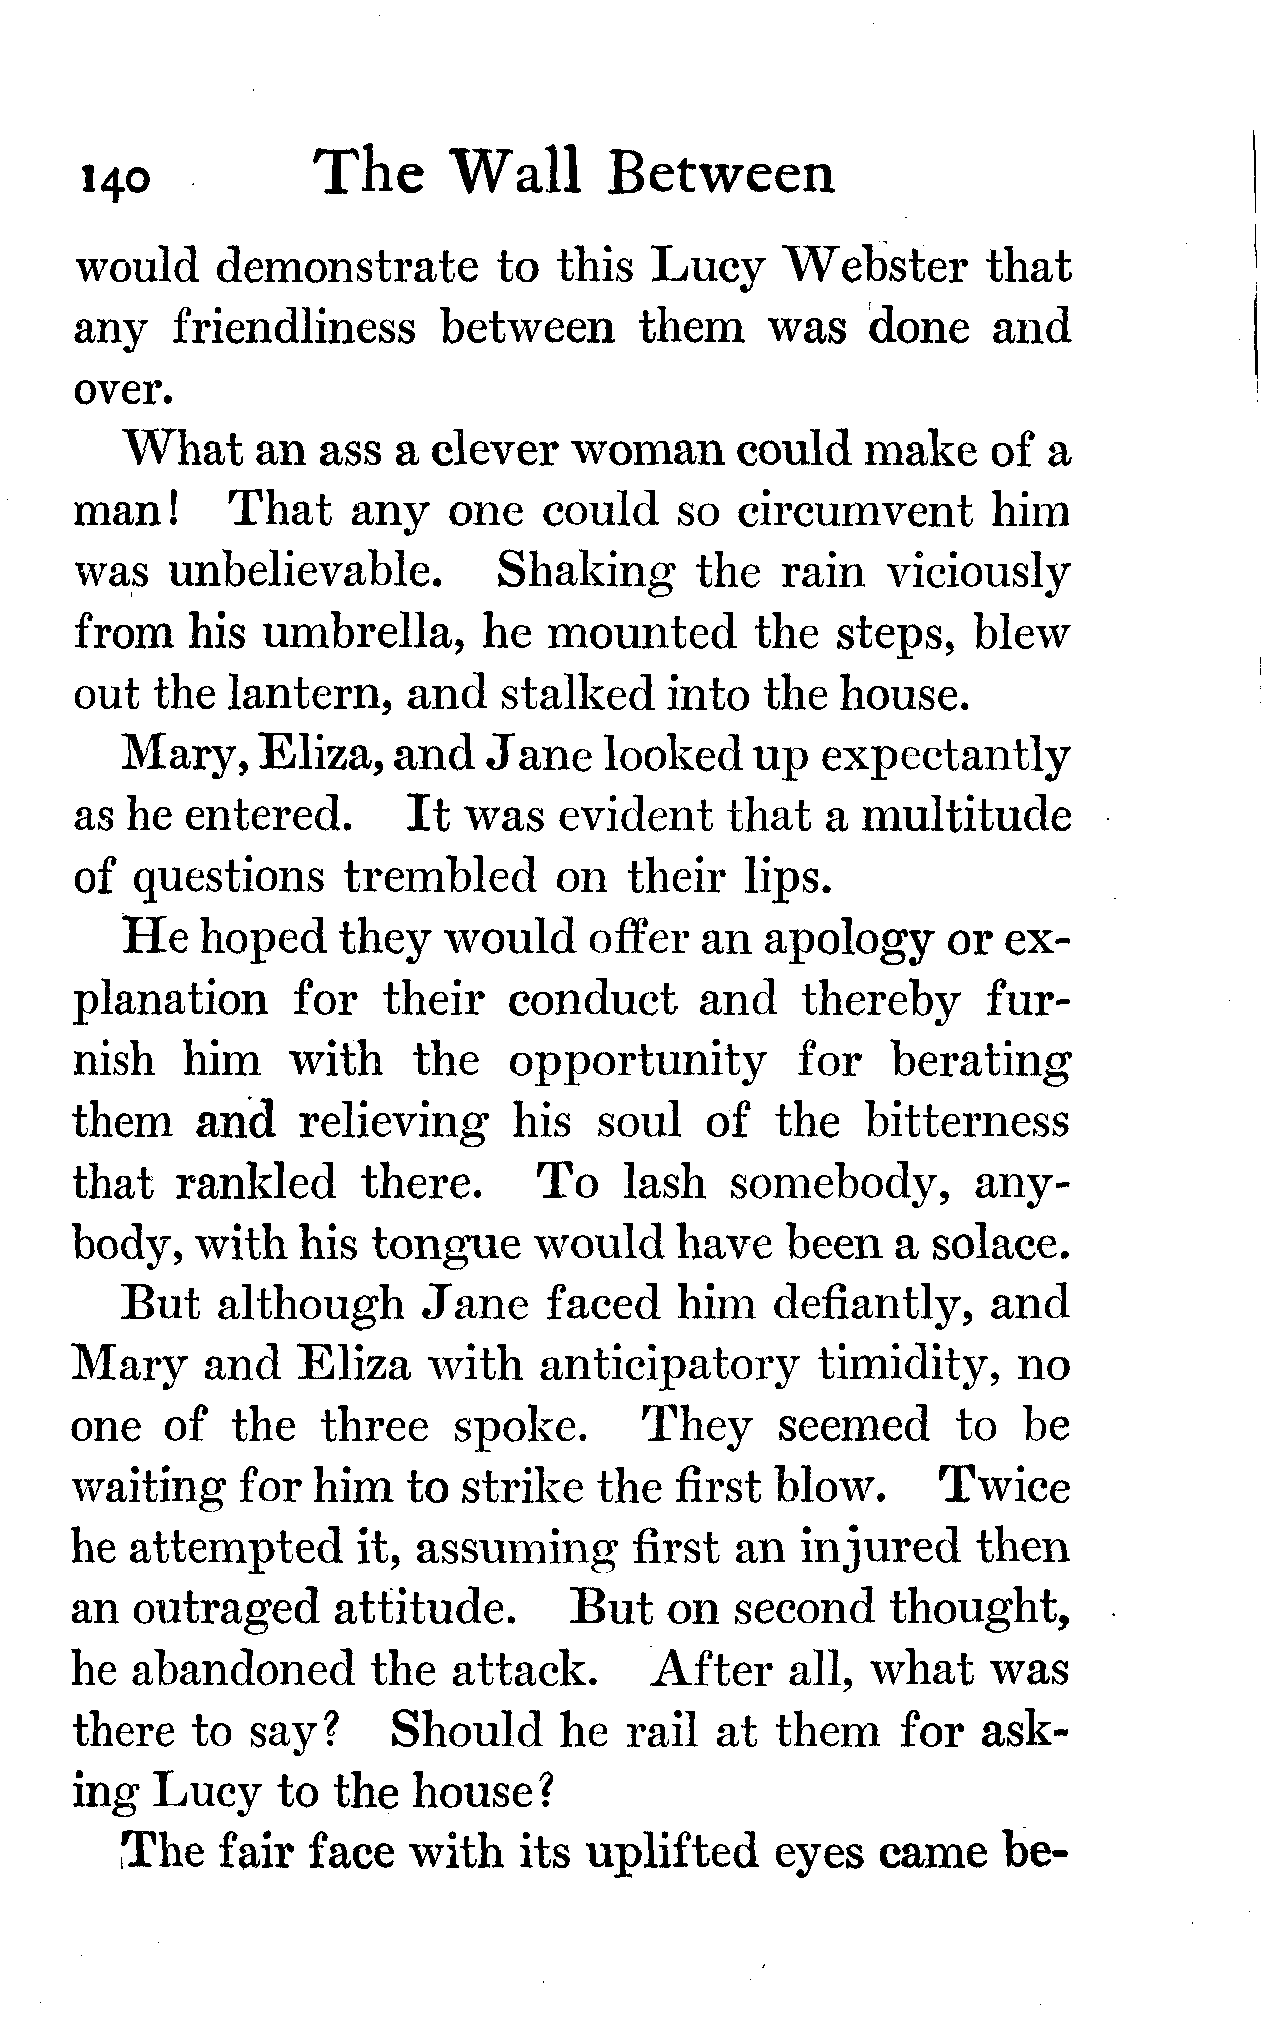 140 The Wall Between
would demonstrate to this Lucy Webster that
any friendliness between them was done and
over.
What an ass a clever woman could make of a
man! That any one could so circumvent him
was unbelievable. Shaking the rain viciously
from his umbrella, he mounted the steps, blew
out the lantern, and stalked into the house.
Mary, Eliza, and Jane looked up expectantly
as he entered. It was evident that a multitude
of questions trembled on their lips.
He hoped they would offer an apology or ex-
planation for their conduct and thereby fur-
nish him with the opportunity for berating
them and relieving his soul of the bitterness
that rankled there. To lash somebody, any-
body, with his tongue would have been a solace.
But although Jane faced him defiantly, and
Mary and Eliza with anticipatory timidity, no
one of the three spoke. They seemed to be
waiting for him to strike the first blow. Twice
he attempted it, assuming first an injured then
an outraged attitude. But on second thought,
he abandoned the attack. After all, what was
there to say? Should he rail at them for ask-
ing Lucy to the house?
The fair face with its uplifted eyes came be-